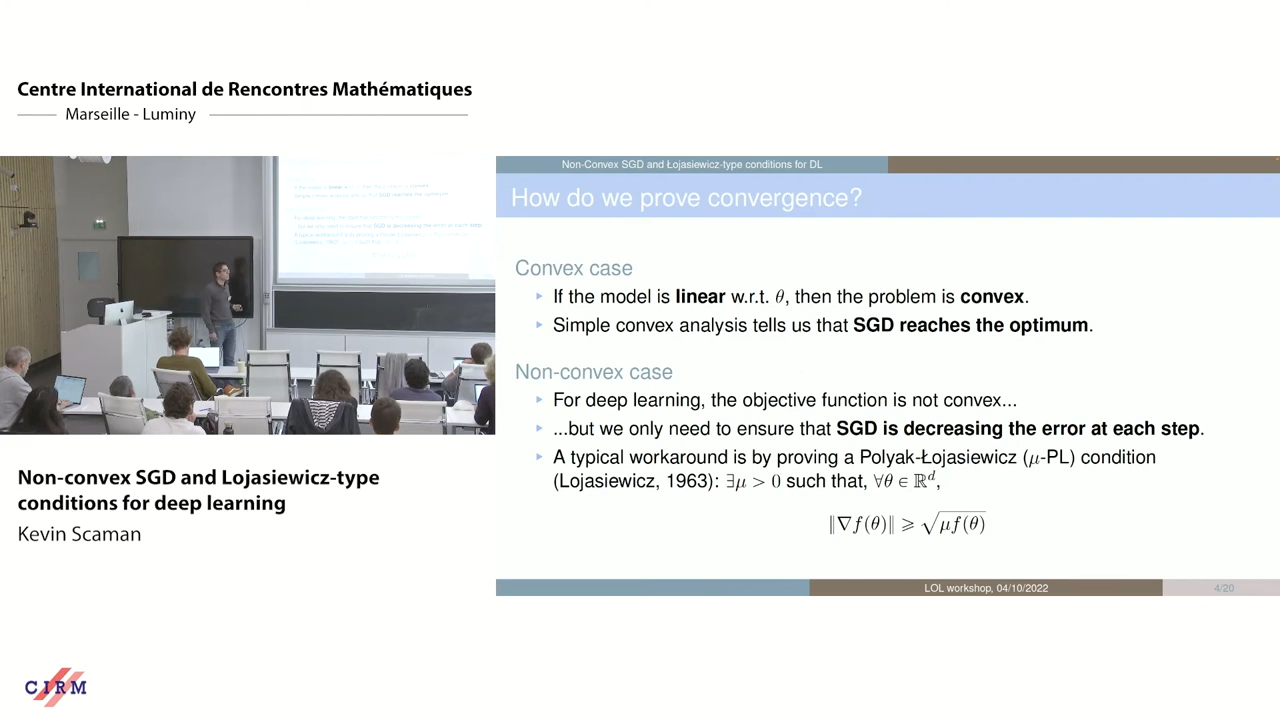 Centre International de Rencontres Mathématiques
Marseille - Luminy
Non-Convex SGD and Łojasiewicz-type conditions for DL
How do we prove convergence?
Convex case
If the model is linear w.r.t. θ, then the problem is convex.
Simple convex analysis tells us that SGD reaches the optimum.
Non-convex case
For deep learning, the objective function is not convex...
...but we only need to ensure that SGD is decreasing the error at each step.
A typical workaround is by proving a Polyak-Łojasiewicz (μ-PL) condition
(Lojasiewicz, 1963): ∃μ > 0 such that, ∀θ ∈ ℝᵈ,
‖∇f(θ)‖ ⩾ √μf(θ)
LOL workshop, 04/10/2022
4/20
Non-convex SGD and Lojasiewicz-type
conditions for deep learning
Kevin Scaman
CIRM